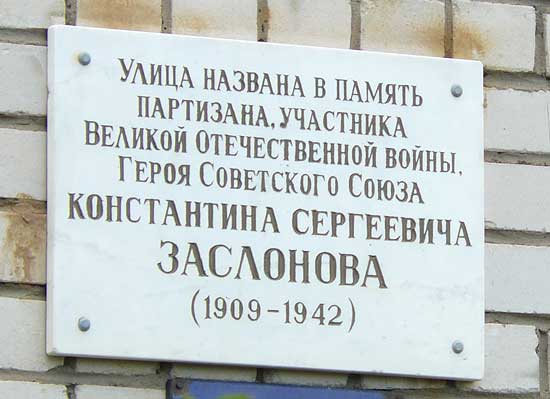 Улица названа в память
партизана, участника
Великой Отечественной войны,
Героя Советского Союза
КОНСТАНТИНА СЕРГЕЕВИЧА
ЗАСЛОНОВА
(1909-1942)